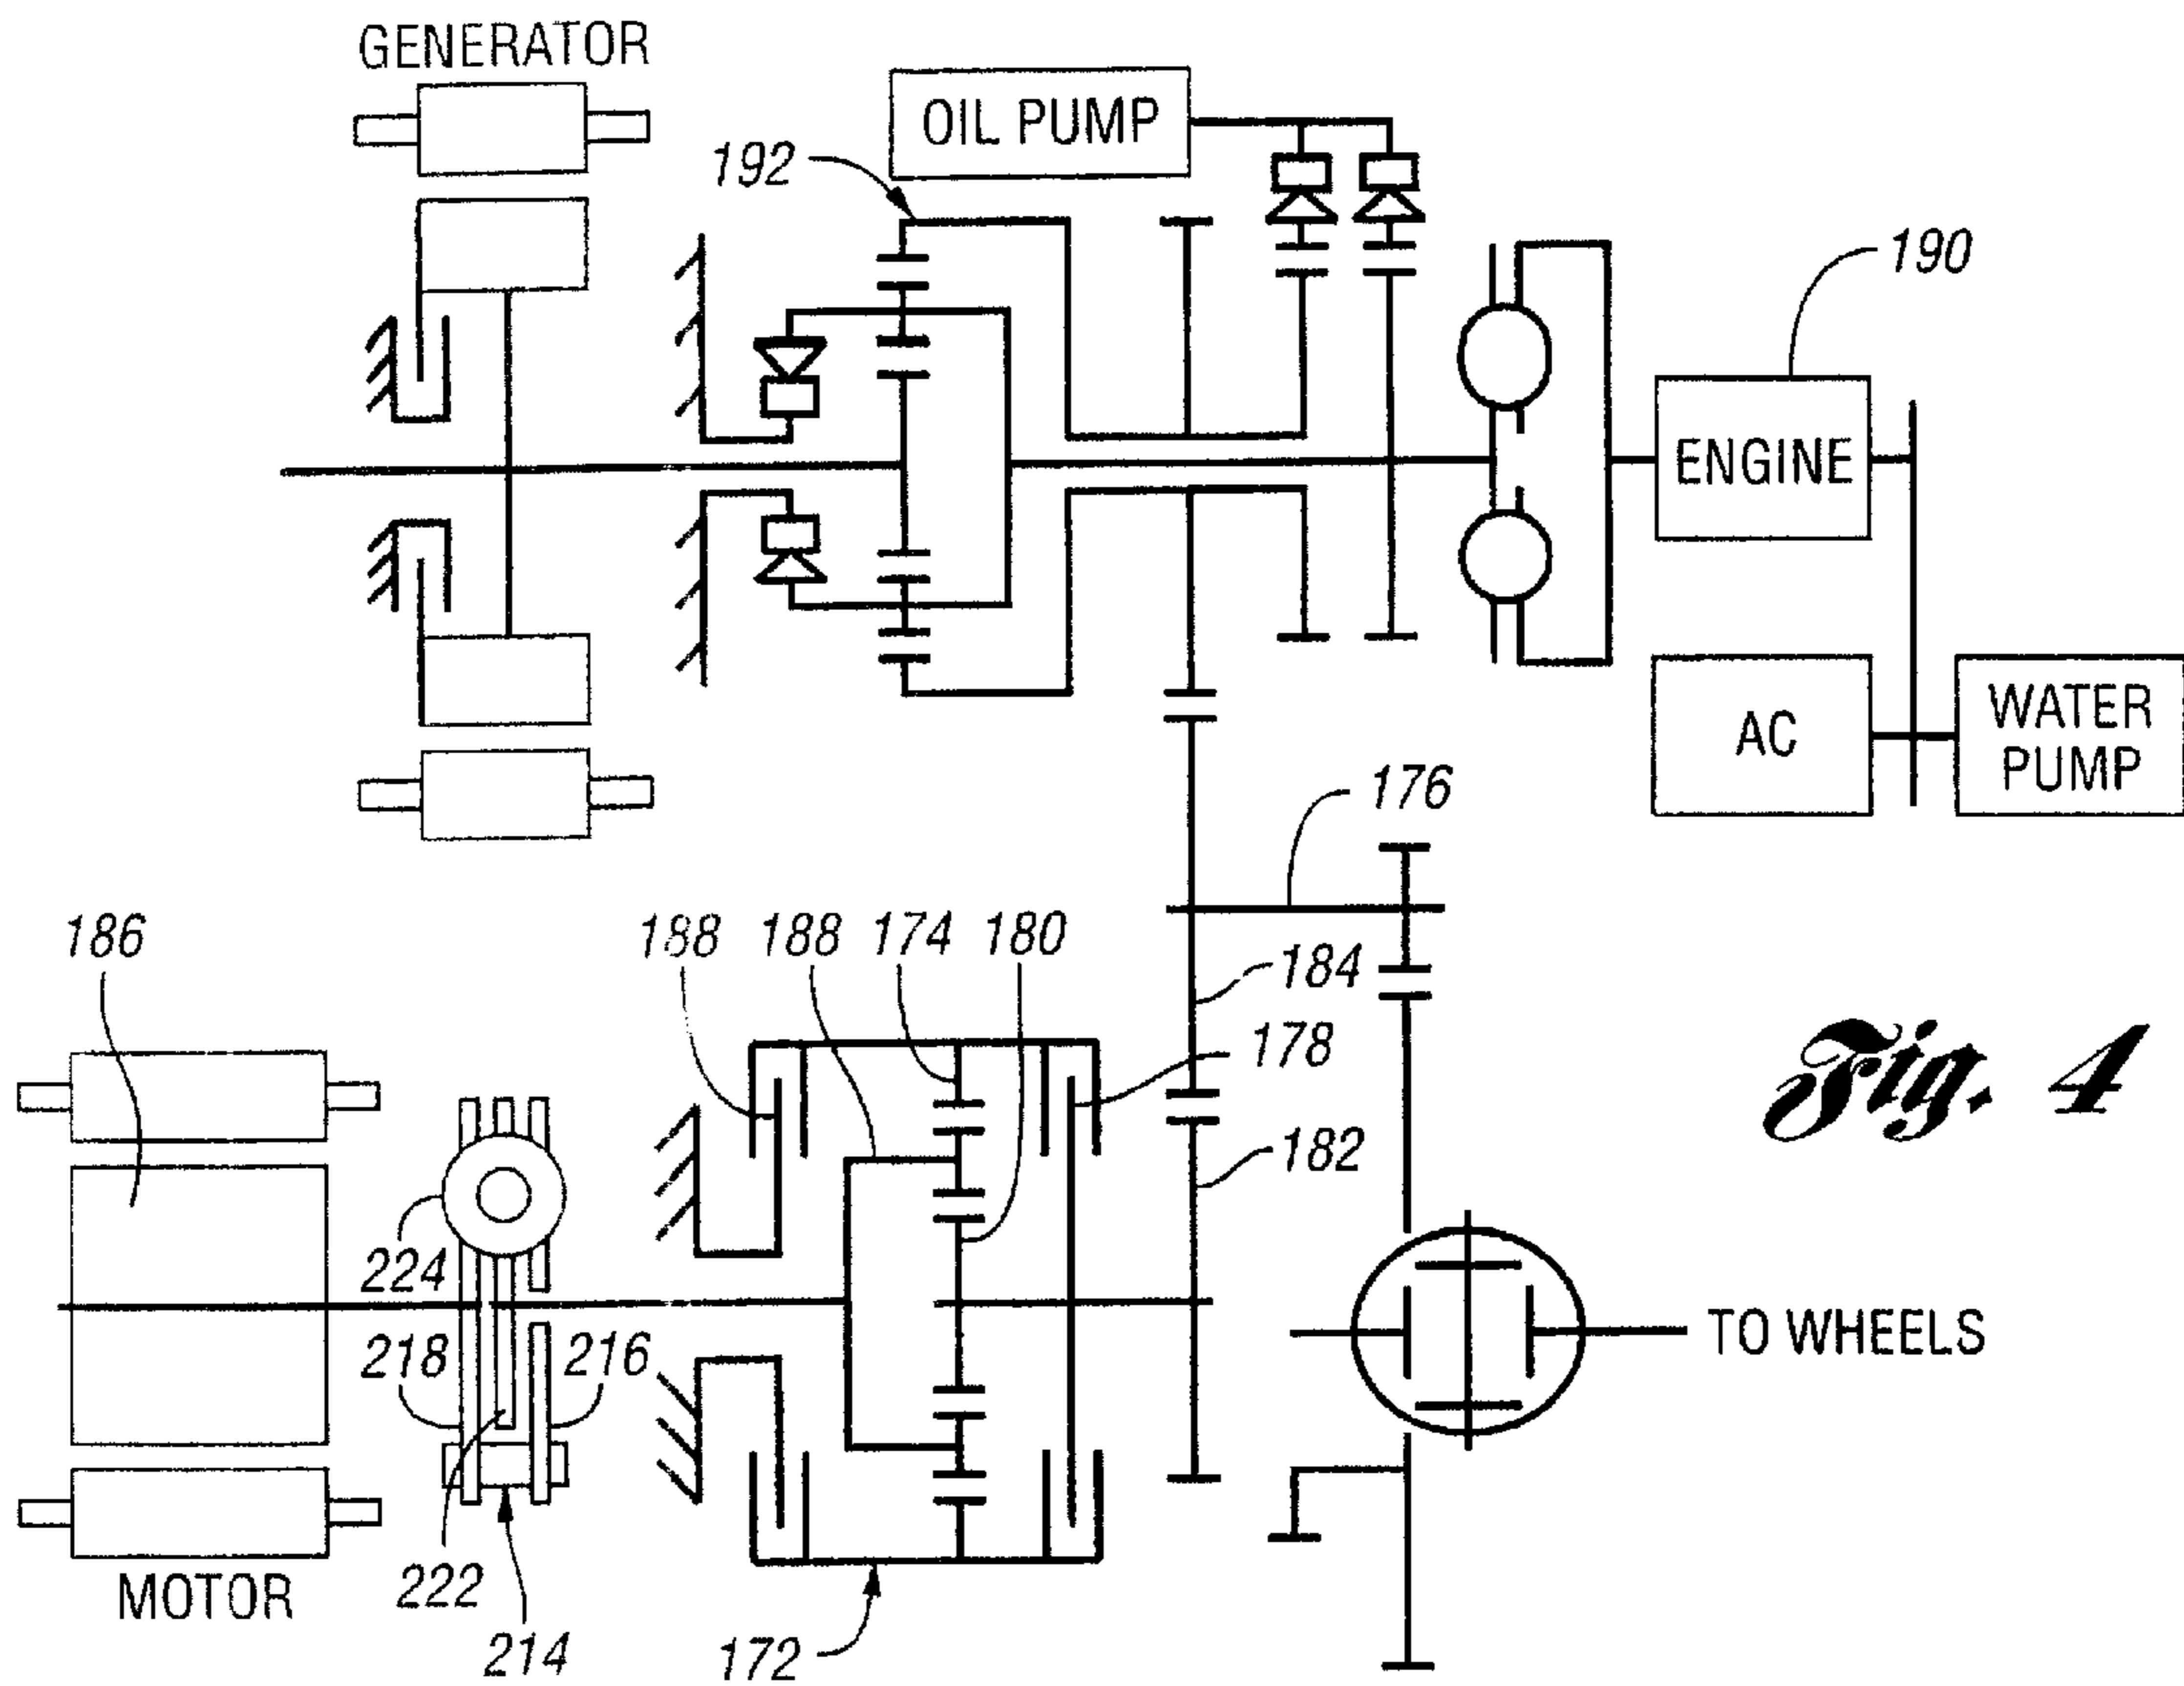 GENERATOR
OIL PUMP
192
190
ENGINE
AC
WATER
PUMP
176
186
188
188
174
180
184
178
182
Fig. 4
224
218
216
TO WHEELS
222
MOTOR
214
172